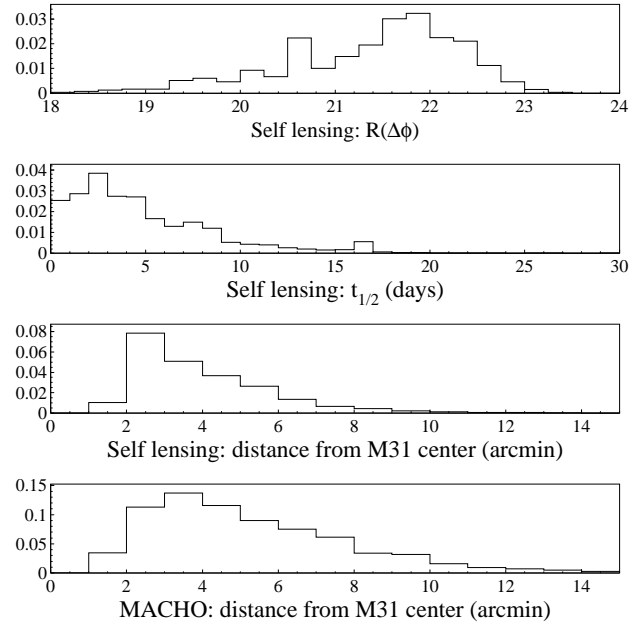 0.03
0.02
0.01
0
18 19 20 21 22 23 24
Self lensing: R(Δϕ)
0.04
0.03
0.02
0.01
0
0 5 10 15 20 25 30
Self lensing: t1/2 (days)
0.08
0.06
0.04
0.02
0
0 2 4 6 8 10 12 14
Self lensing: distance from M31 center (arcmin)
0.15
0.1
0.05
0
0 2 4 6 8 10 12 14
MACHO: distance from M31 center (arcmin)